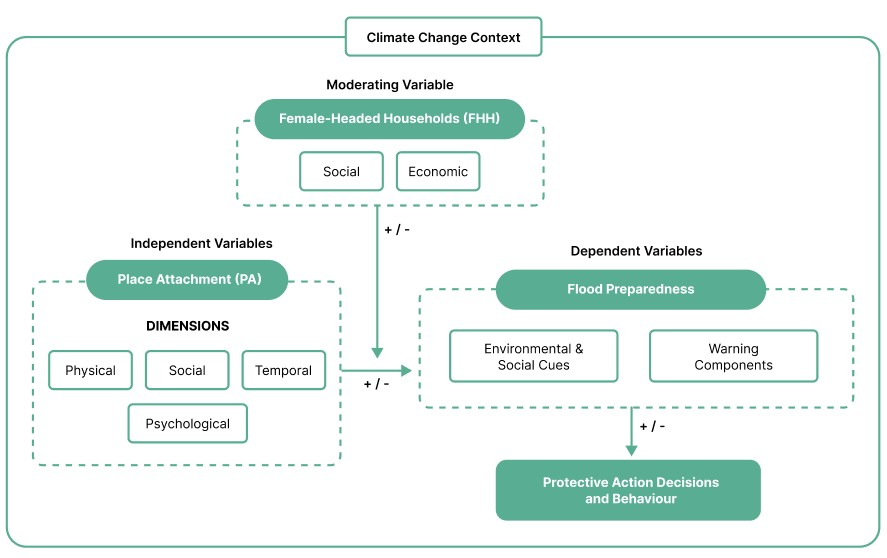 Climate Change Context
Moderating Variable
Female-Headed Households (FHH)
Social
Economic
+ / -
Independent Variables
Place Attachment (PA)
DIMENSIONS
Physical
Social
Temporal
Psychological
+ / -
Dependent Variables
Flood Preparedness
Environmental &
Social Cues
Warning
Components
+ / -
Protective Action Decisions
and Behaviour